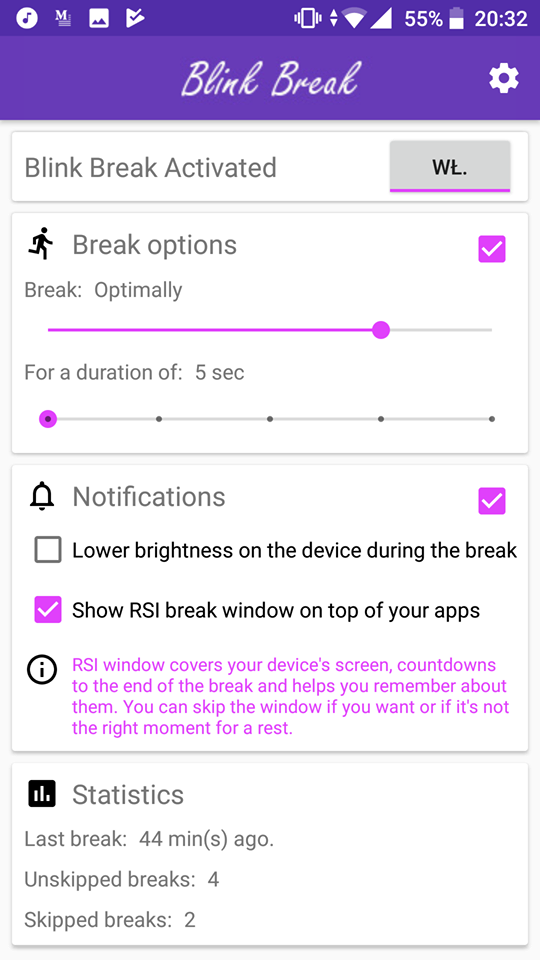 55% 20:32
Blink Break
Blink Break Activated WŁ.
Break options
Break: Optimally
For a duration of: 5 sec
Notifications
Lower brightness on the device during the break
Show RSI break window on top of your apps
RSI window covers your device's screen, countdowns
to the end of the break and helps you remember about
them. You can skip the window if you want or if it's not
the right moment for a rest.
Statistics
Last break: 44 min(s) ago.
Unskipped breaks: 4
Skipped breaks: 2